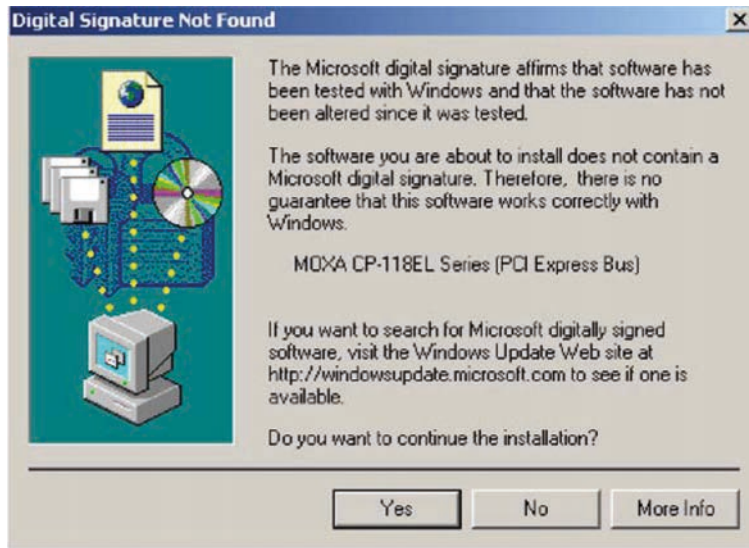 Digital Signature Not Found
The Microsoft digital signature affirms that software has
been tested with Windows and that the software has not
been altered since it was tested.
The software you are about to install does not contain a
Microsoft digital signature. Therefore, there is no
guarantee that this software works correctly with
Windows.
MOXA CP-118EL Series (PCI Express Bus)
If you want to search for Microsoft digitally signed
software, visit the Windows Update Web site at
http://windowsupdate.microsoft.com to see if one is
available.
Do you want to continue the installation?
Yes No More Info